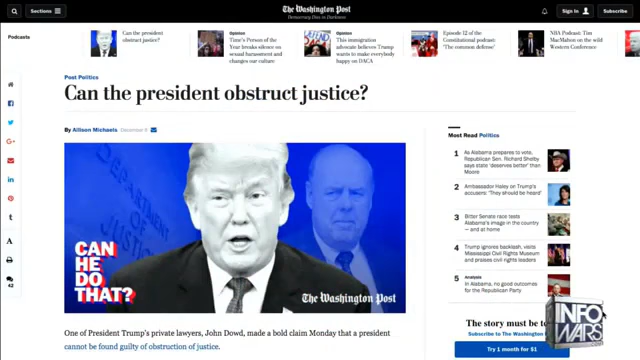 The Washington Post
Democracy Dies in Darkness
Sections
Sign In
Subscribe
Podcasts
Can the president
obstruct justice?
Opinion
Time's Person of the
Year breaks silence on
sexual harassment and
changes our culture
Opinion
This immigration
advocate believes Trump
wants to make everybody
happy on DACA
Episode 12 of the
Constitutional podcast:
'The common defense'
NBA Podcast: Tim
MacMahon on the wild
Western Conference
Post Politics
Can the president obstruct justice?
By Allison Michaels
DEPARTMENT
OF
JUSTICE
CAN
HE
DO
THAT?
The Washington Post
One of President Trump's private lawyers, John Dowd, made a bold claim Monday that a president
cannot be found guilty of obstruction of justice.
Most Read Politics
1 As Alabama prepares to vote,
Republican Sen. Richard Shelby
says state 'deserves better' than
Moore
2 Ambassador Haley on Trump's
accusers: 'They should be heard'
3 Bitter Senate race tests
Alabama's image in the country
— and at home
4 Trump ignores backlash, visits
Mississippi Civil Rights Museum
and praises civil rights leaders
5 Analysis
In Alabama, no good outcomes
for the Republican Party
The story must be to
Subscribe to The Washington
Try 1 month for $1
42
INFO
WARS